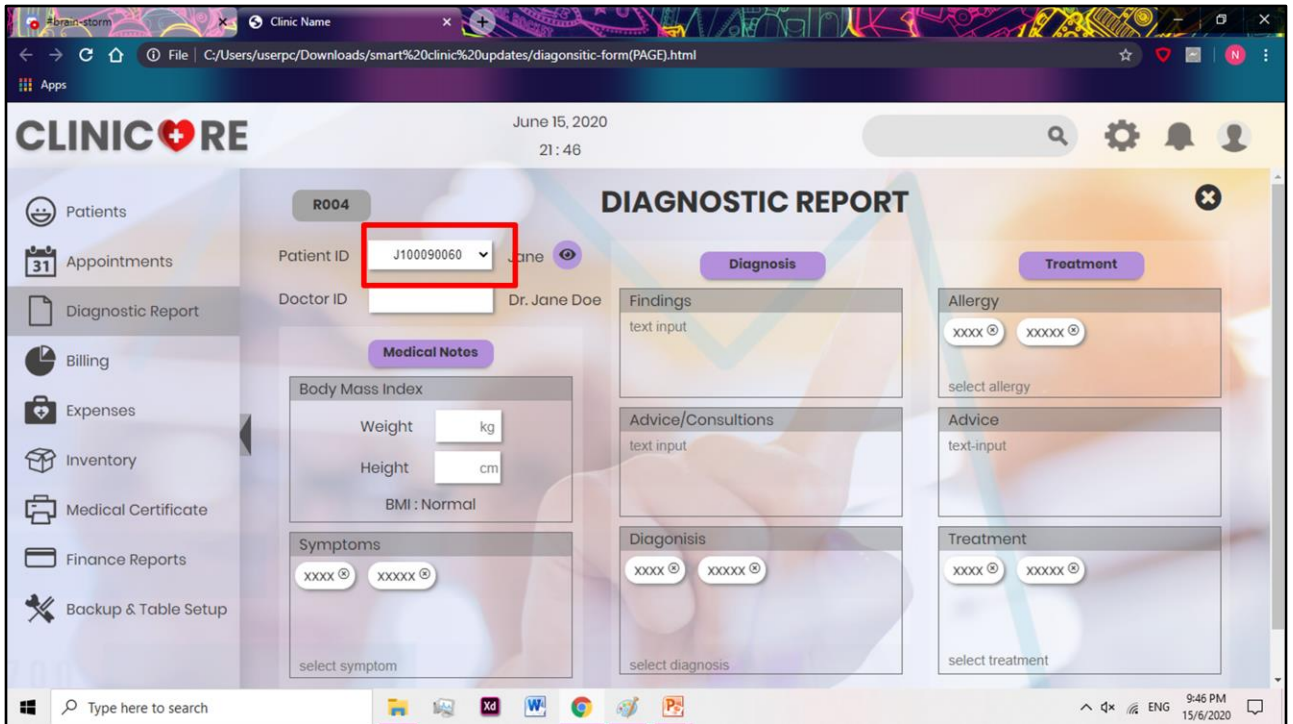 #brain-storm
Clinic Name
File | C:/Users/userpc/Downloads/smart%20clinic%20updates/diagonsitic-form(PAGE).html
N
Apps
CLINIC RE
June 15, 2020
21 : 46
Patients
31 Appointments
Diagnostic Report
Billing
Expenses
Inventory
Medical Certificate
Finance Reports
Backup & Table Setup
R004
DIAGNOSTIC REPORT
Patient ID J100090060 Jane
Doctor ID Dr. Jane Doe
Medical Notes
Body Mass Index
Weight kg
Height cm
BMI : Normal
Symptoms
xxxx xxxxx
select symptom
Diagnosis
Findings
text input
Advice/Consultions
text input
Diagonisis
xxxx xxxxx
select diagnosis
Treatment
Allergy
xxxx xxxxx
select allergy
Advice
text-input
Treatment
xxxx xxxxx
select treatment
Type here to search
Xd
W
P
ENG
9:46 PM
15/6/2020